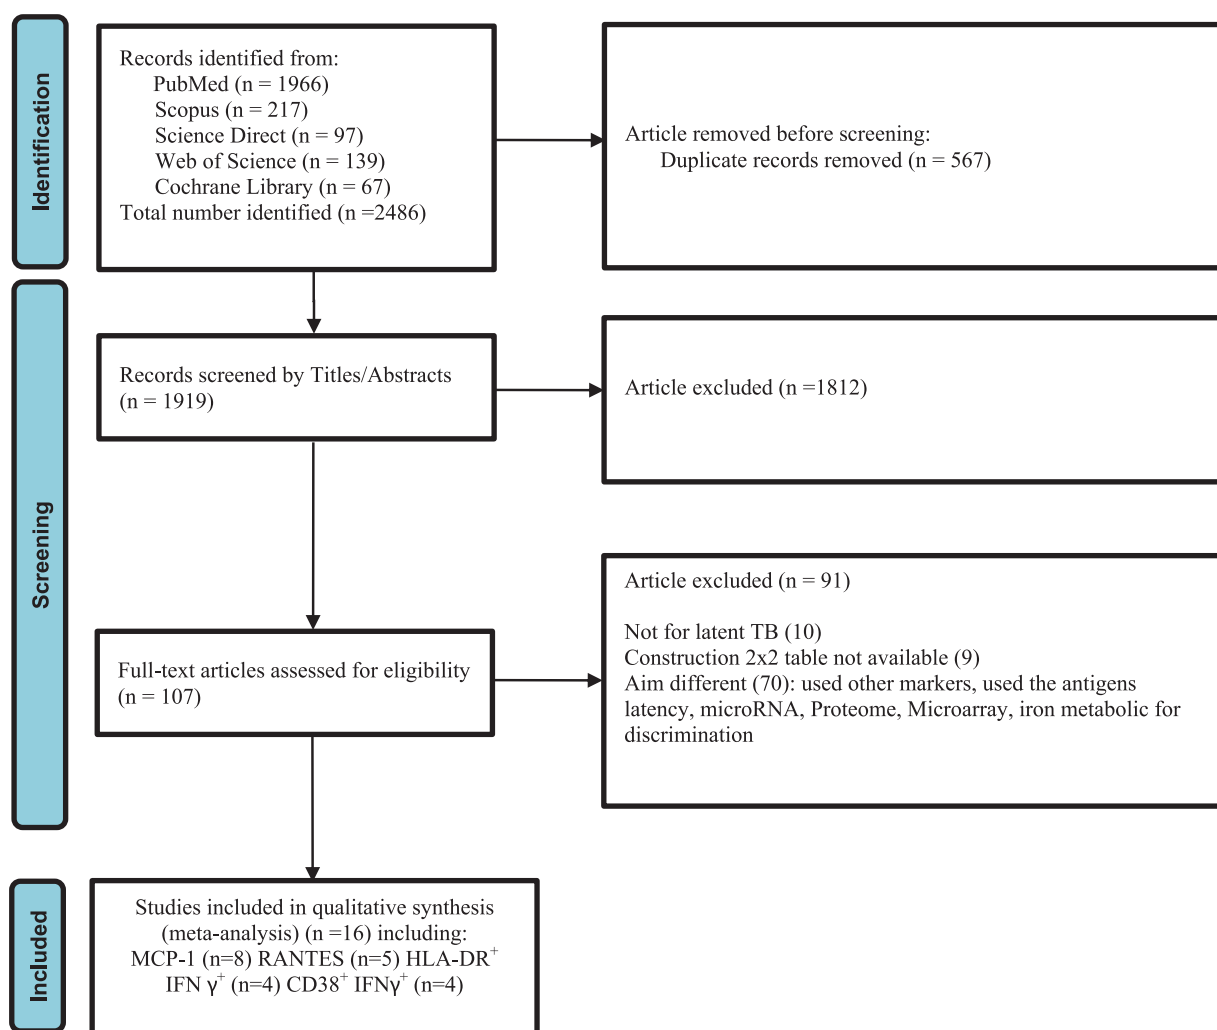 Identification
Records identified from:
PubMed (n = 1966)
Scopus (n = 217)
Science Direct (n = 97)
Web of Science (n = 139)
Cochrane Library (n = 67)
Total number identified (n =2486)
Article removed before screening:
Duplicate records removed (n = 567)
Screening
Records screened by Titles/Abstracts
(n = 1919)
Article excluded (n =1812)
Full-text articles assessed for eligibility
(n = 107)
Article excluded (n = 91)
Not for latent TB (10)
Construction 2x2 table not available (9)
Aim different (70): used other markers, used the antigens
latency, microRNA, Proteome, Microarray, iron metabolic for
discrimination
Included
Studies included in qualitative synthesis
(meta-analysis) (n =16) including:
MCP-1 (n=8) RANTES (n=5) HLA-DR⁺
IFN γ⁺ (n=4) CD38⁺ IFNγ⁺ (n=4)